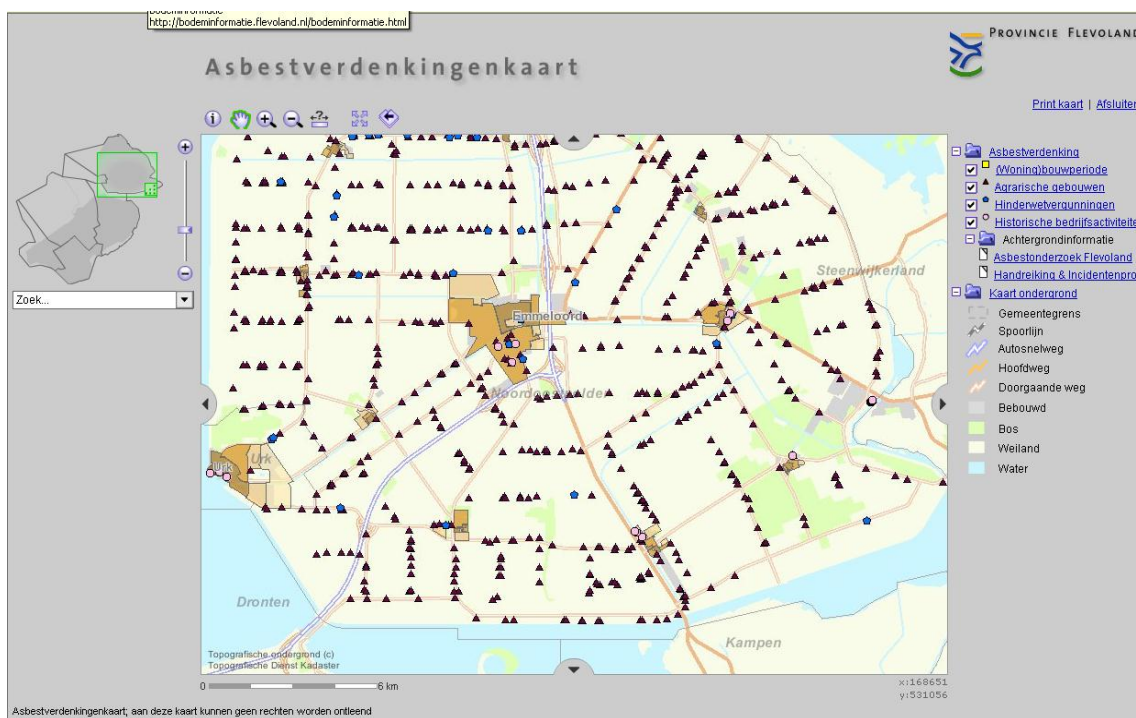 bodeminformatie
http://bodeminformatie.flevoland.nl/bodeminformatie.html
PROVINCIE FLEVOLAND
Asbestverdenkingenkaart
Print kaart | Afsluiten
Zoek...
Asbestverdenking
(Woning)bouwperiode
Agrarische gebouwen
Hinderwetvergunningen
Historische bedrijfsactiviteite
Achtergrondinformatie
Asbestonderzoek Flevoland
Handreiking & Incidentenpro
Kaart ondergrond
Gemeentegrens
Spoorlijn
Autosnelweg
Hoofdweg
Doorgaande weg
Bebouwd
Bos
Weiland
Water
Steenwijkerland
Emmeloord
Noordoostpolder
Urk
Urk
Dronten
Kampen
Topografische ondergrond (c)
Topografische Dienst Kadaster
0 6 km
x:168651
y:531056
Asbestverdenkingenkaart; aan deze kaart kunnen geen rechten worden ontleend